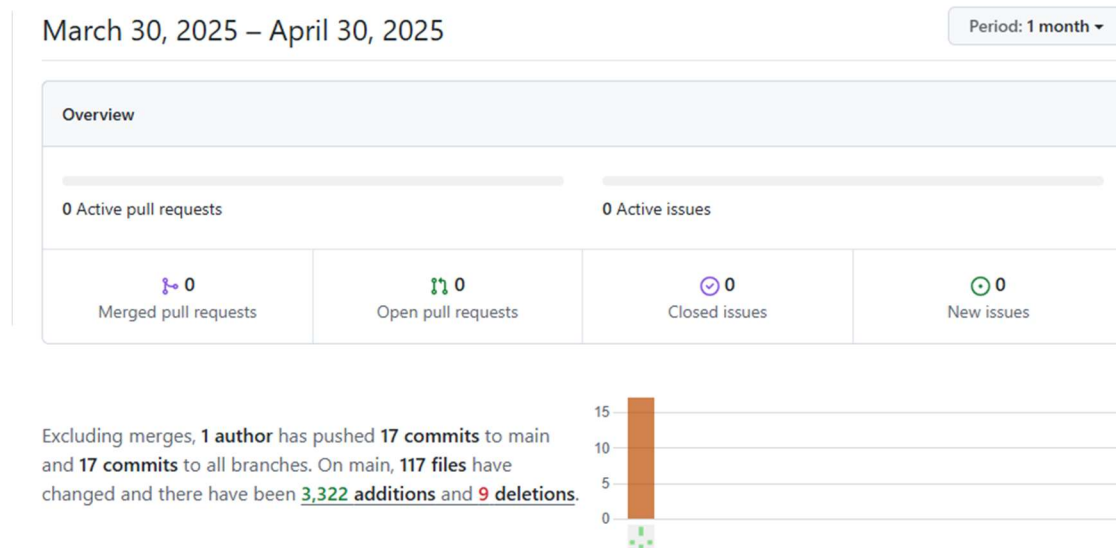 March 30, 2025 – April 30, 2025
Period: 1 month
Overview
0 Active pull requests
0 Active issues
0
Merged pull requests
0
Open pull requests
0
Closed issues
0
New issues
Excluding merges, 1 author has pushed 17 commits to main
and 17 commits to all branches. On main, 117 files have
changed and there have been 3,322 additions and 9 deletions.
15
10
5
0